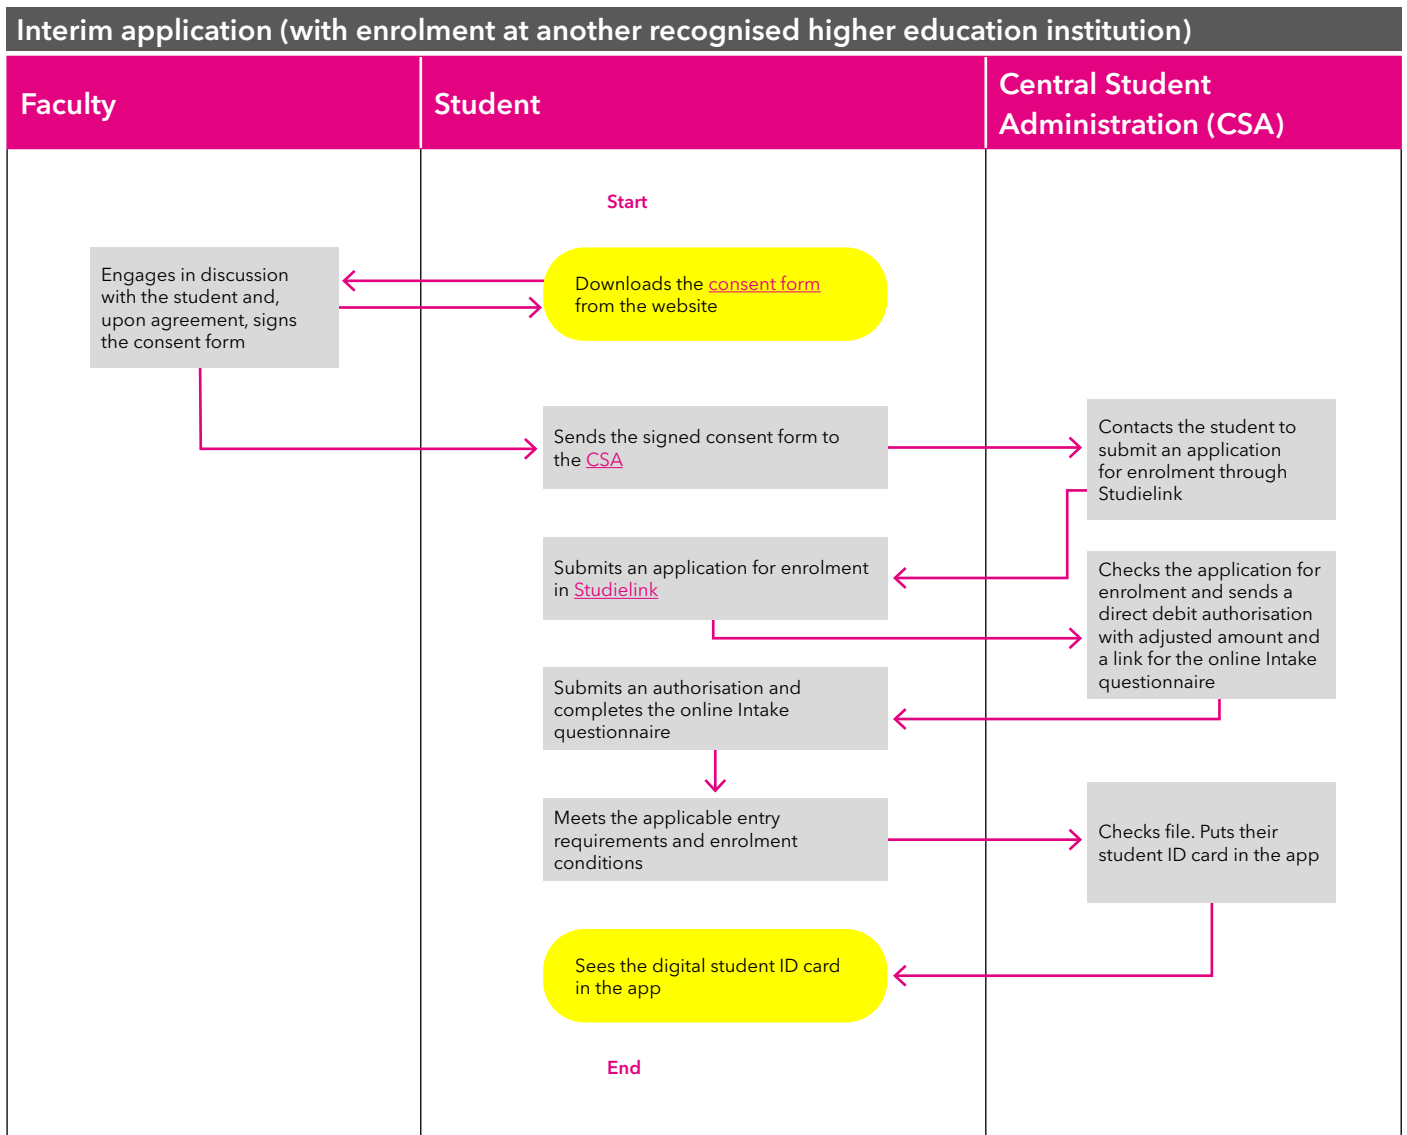 Interim application (with enrolment at another recognised higher education institution)
Faculty
Student
Central Student
Administration (CSA)
Start
Engages in discussion
with the student and,
upon agreement, signs
the consent form
Downloads the consent form
from the website
Sends the signed consent form to
the CSA
Contacts the student to
submit an application
for enrolment through
Studielink
Submits an application for enrolment
in Studielink
Checks the application for
enrolment and sends a
direct debit authorisation
with adjusted amount and
a link for the online Intake
questionnaire
Submits an authorisation and
completes the online Intake
questionnaire
Meets the applicable entry
requirements and enrolment
conditions
Checks file. Puts their
student ID card in the app
Sees the digital student ID card
in the app
End